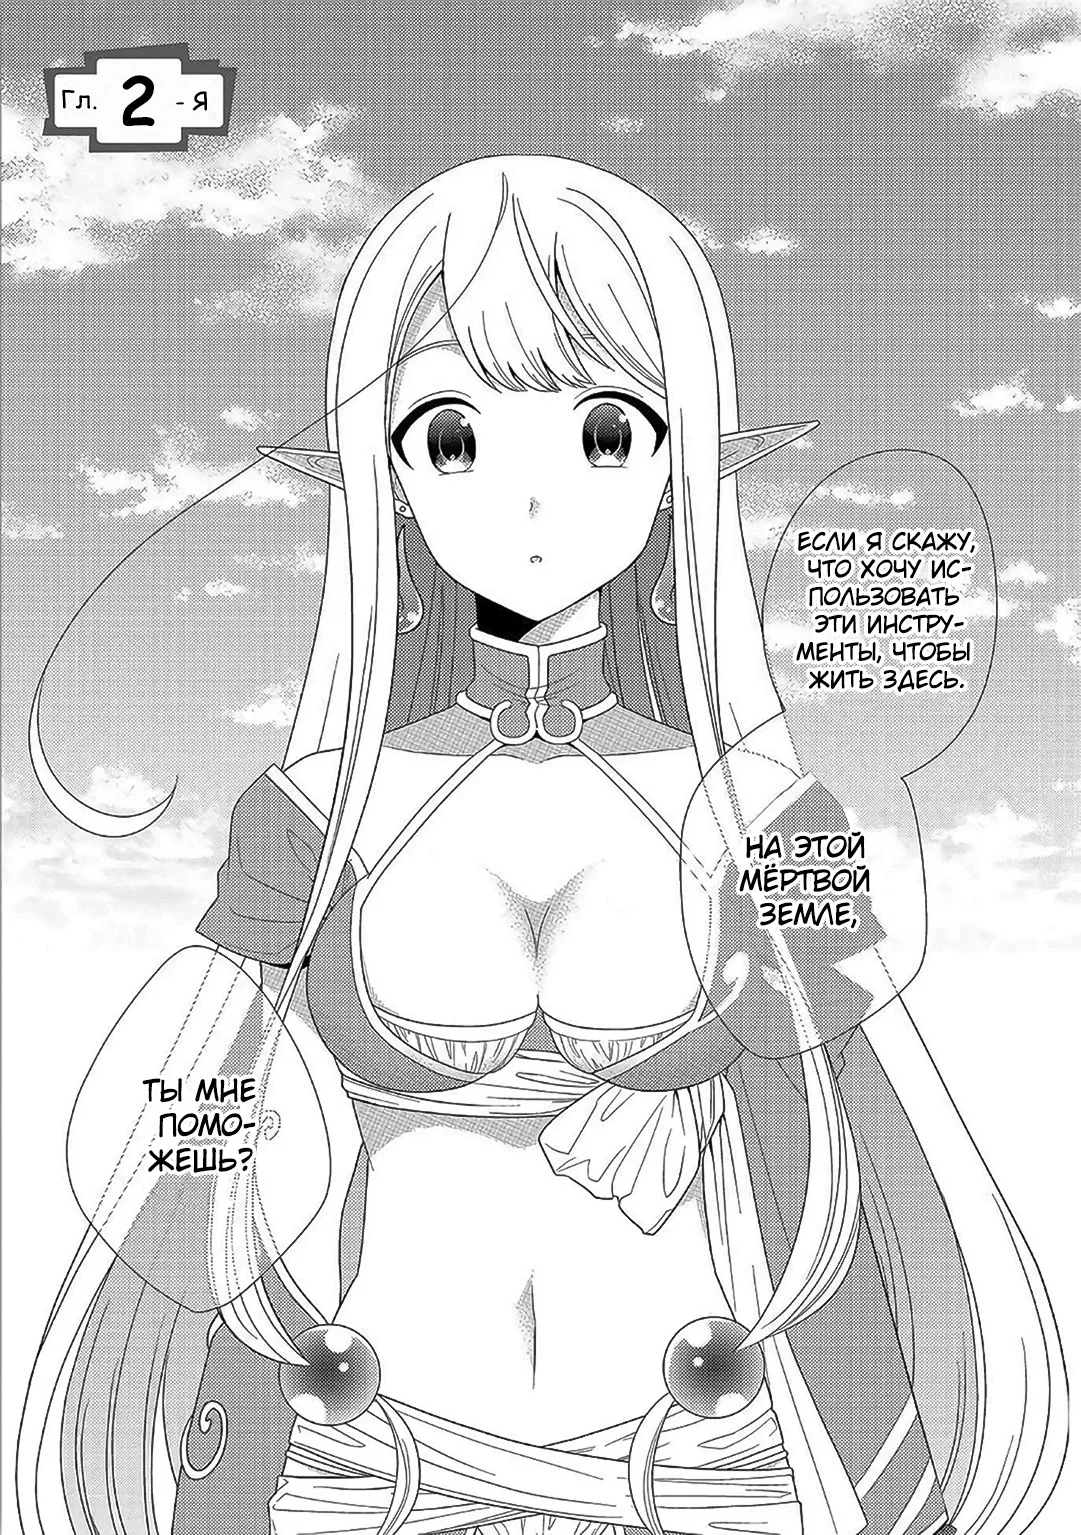 Гл. 2 - Я
ЕСЛИ Я СКАЖУ,
ЧТО ХОЧУ ИС-
ПОЛЬЗОВАТЬ
ЭТИ ИНСТРУ-
МЕНТЫ, ЧТОБЫ
ЖИТЬ ЗДЕСЬ.
НА ЭТОЙ
МЁРТВОЙ
ЗЕМЛЕ,
ТЫ МНЕ
ПОМО-
ЖЕШЬ?